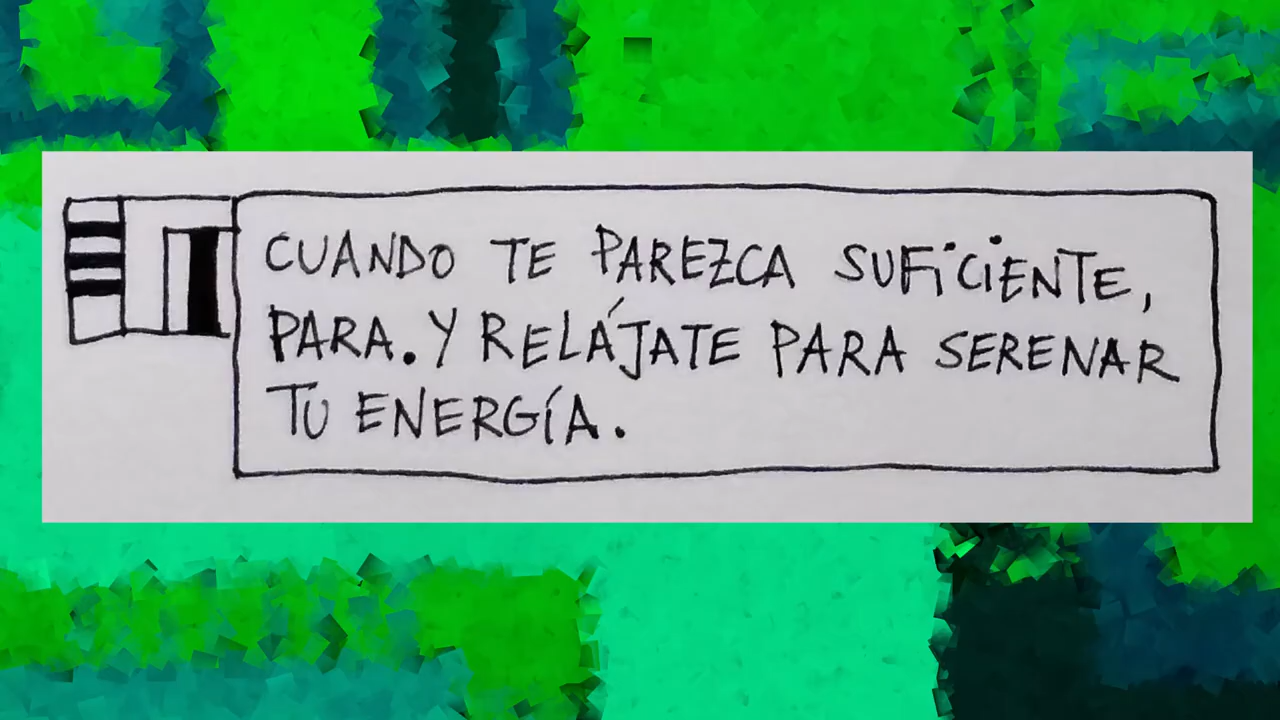 CUANDO TE PAREZCA SUFICIENTE,
PARA. Y RELÁJATE PARA SERENAR
TU ENERGÍA.